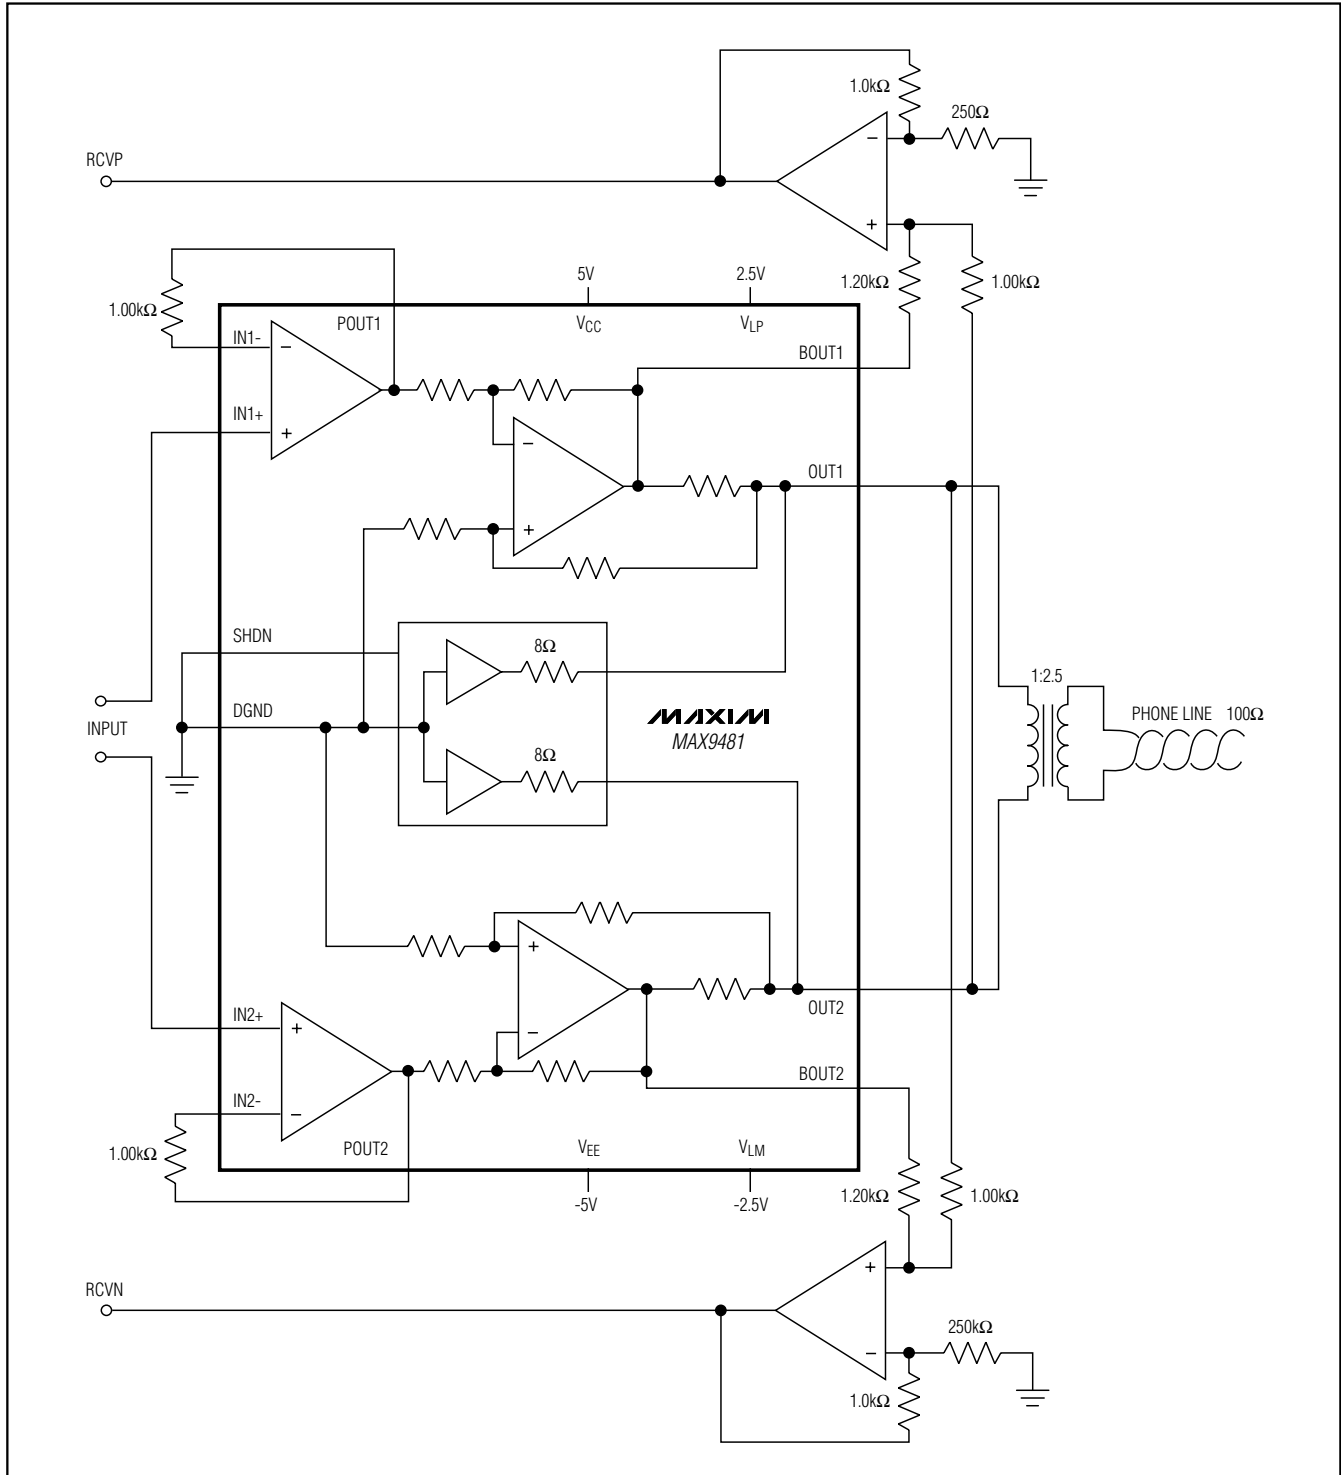 1.0kΩ
250Ω
RCVP
−
+
5V
2.5V
1.20kΩ
1.00kΩ
1.00kΩ
POUT1
VCC
VLP
IN1-
−
BOUT1
IN1+
+
−
OUT1
+
SHDN
8Ω
1:2.5
DGND
MAXIM
MAX9481
PHONE LINE 100Ω
INPUT
8Ω
+
IN2+
+
OUT2
−
BOUT2
IN2-
−
1.00kΩ
POUT2
VEE
VLM
-5V
-2.5V
1.20kΩ
1.00kΩ
+
RCVN
250kΩ
−
1.0kΩ